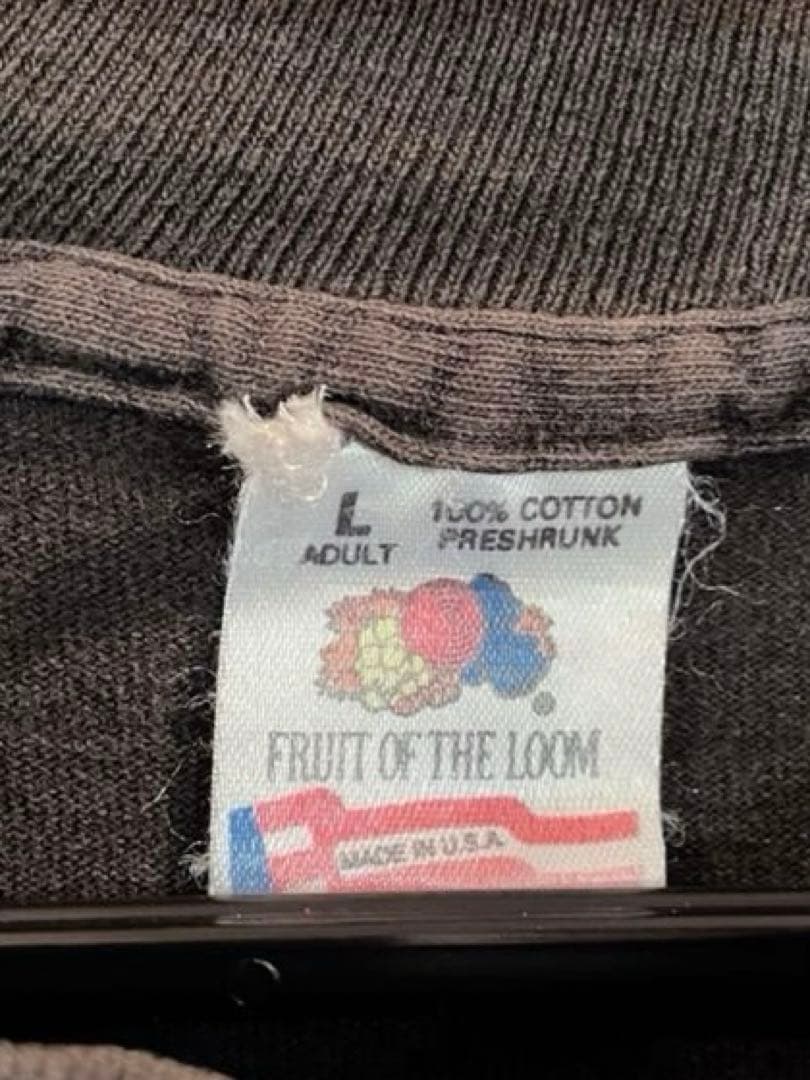 L 100% COTTON
ADULT PRESHRUNK
FRUIT OF THE LOOM
MADE IN U.S.A.